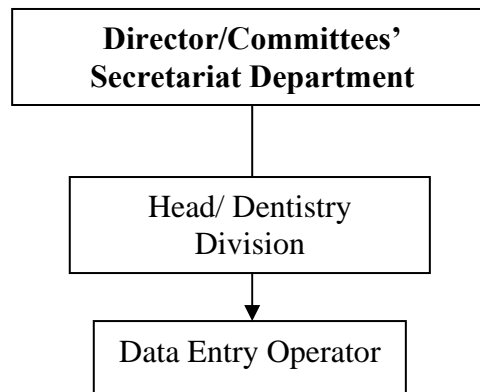 Director/Committees’
Secretariat Department
Head/ Dentistry
Division
Data Entry Operator